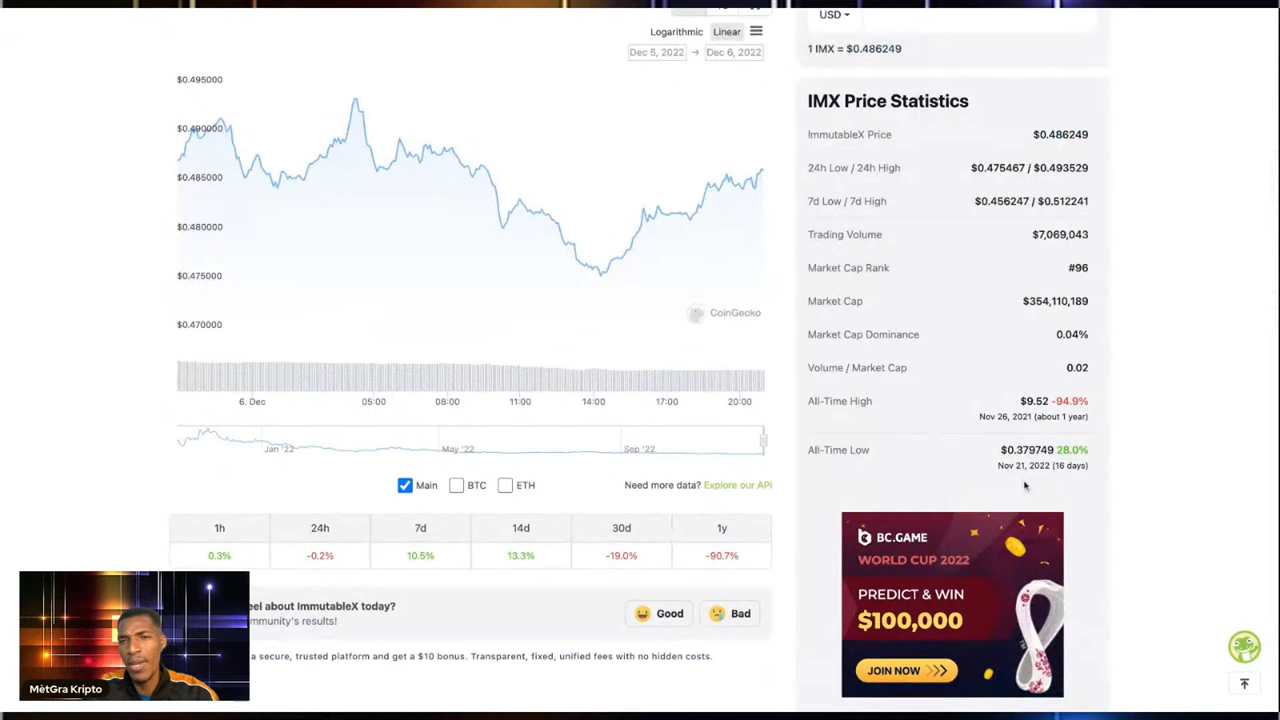 USD
1 IMX = $0.486249
Logarithmic Linear
Dec 5, 2022 → Dec 6, 2022
$0.495000
$0.490000
$0.485000
$0.480000
$0.475000
$0.470000
CoinGecko
6. Dec 05:00 08:00 11:00 14:00 17:00 20:00
Jan '22 May '22 Sep '22
Main BTC ETH
Need more data? Explore our API
1h 24h 7d 14d 30d 1y
0.3% -0.2% 10.5% 13.3% -19.0% -90.7%
eel about ImmutableX today?
mmunity's results!
Good Bad
a secure, trusted platform and get a $10 bonus. Transparent, fixed, unified fees with no hidden costs.
MètGra Kripto
IMX Price Statistics
ImmutableX Price $0.486249
24h Low / 24h High $0.475467 / $0.493529
7d Low / 7d High $0.456247 / $0.512241
Trading Volume $7,069,043
Market Cap Rank #96
Market Cap $354,110,189
Market Cap Dominance 0.04%
Volume / Market Cap 0.02
All-Time High $9.52 -94.9%
Nov 26, 2021 (about 1 year)
All-Time Low $0.379749 28.0%
Nov 21, 2022 (16 days)
BC.GAME
WORLD CUP 2022
PREDICT & WIN
$100,000
JOIN NOW